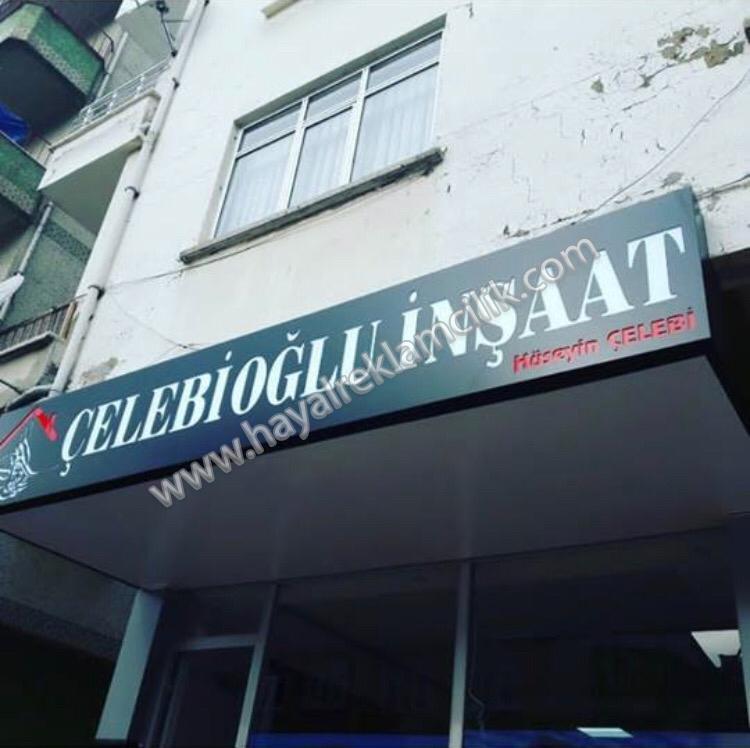 ÇELEBİOĞLU İNŞAAT
Hüseyin ÇELEBİ
www.hayalreklamcilik.com